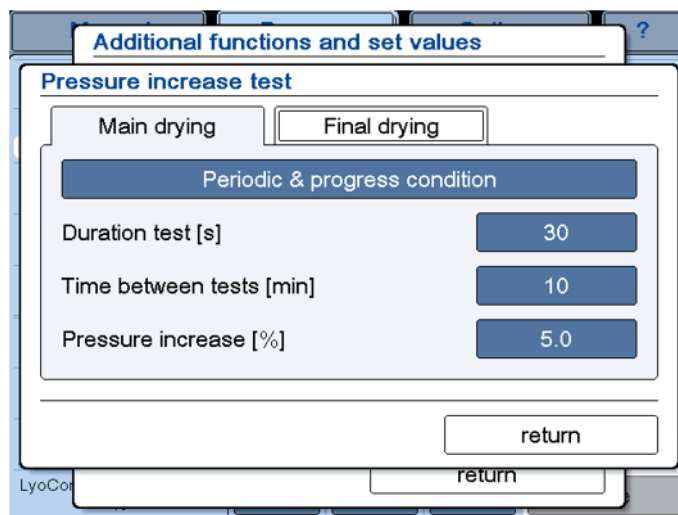 ?
Additional functions and set values
Pressure increase test
Main drying
Final drying
Periodic & progress condition
Duration test [s]
30
Time between tests [min]
10
Pressure increase [%]
5.0
return
return